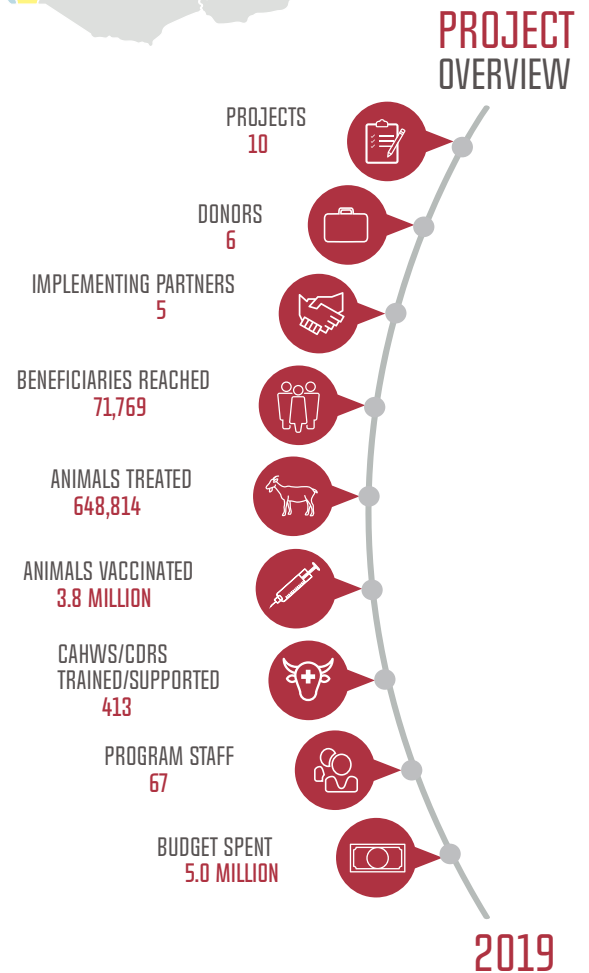 PROJECT
OVERVIEW
PROJECTS
10
DONORS
6
IMPLEMENTING PARTNERS
5
BENEFICIARIES REACHED
71,769
ANIMALS TREATED
648,814
ANIMALS VACCINATED
3.8 MILLION
CAHWS/CDRS
TRAINED/SUPPORTED
413
PROGRAM STAFF
67
BUDGET SPENT
5.0 MILLION
2019